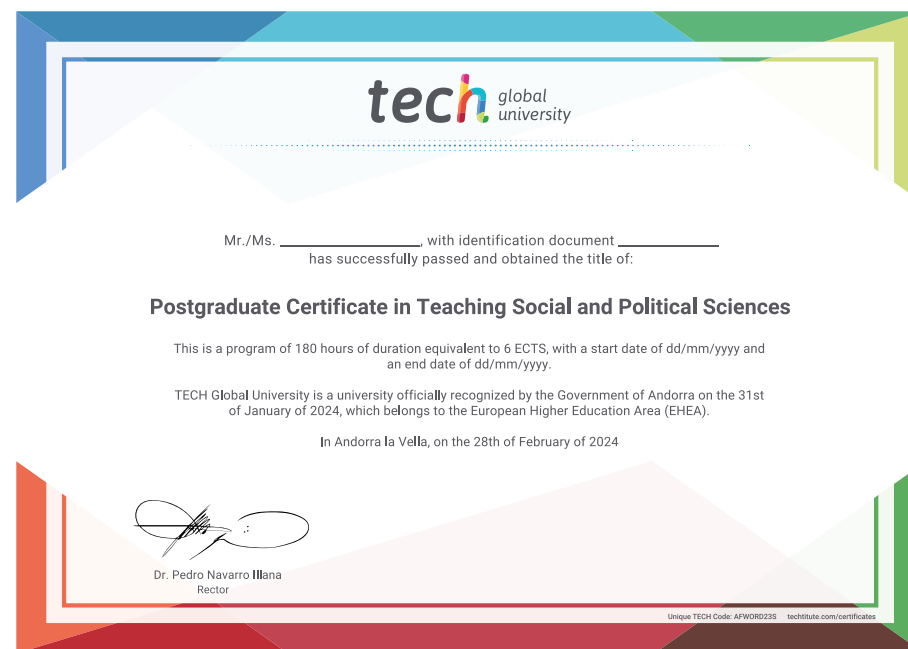 tech global
university
Mr./Ms. ____________, with identification document ____________
has successfully passed and obtained the title of:
Postgraduate Certificate in Teaching Social and Political Sciences
This is a program of 180 hours of duration equivalent to 6 ECTS, with a start date of dd/mm/yyyy and
an end date of dd/mm/yyyy.
TECH Global University is a university officially recognized by the Government of Andorra on the 31st
of January of 2024, which belongs to the European Higher Education Area (EHEA).
In Andorra la Vella, on the 28th of February of 2024
Dr. Pedro Navarro Illana
Rector
Unique TECH Code: AFWORD23S techtitute.com/certificates